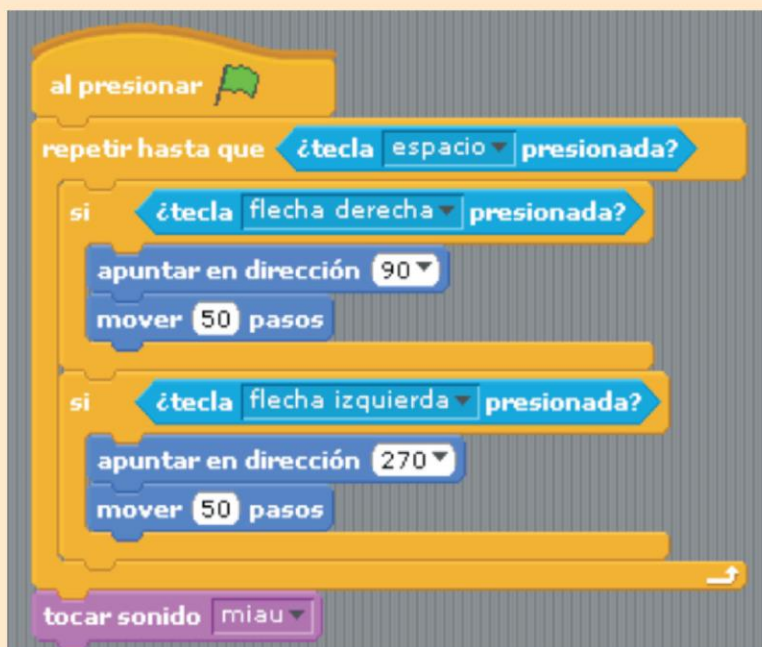 al presionar
repetir hasta que ¿tecla espacio presionada?
si ¿tecla flecha derecha presionada?
apuntar en dirección 90
mover 50 pasos
si ¿tecla flecha izquierda presionada?
apuntar en dirección 270
mover 50 pasos
tocar sonido miau